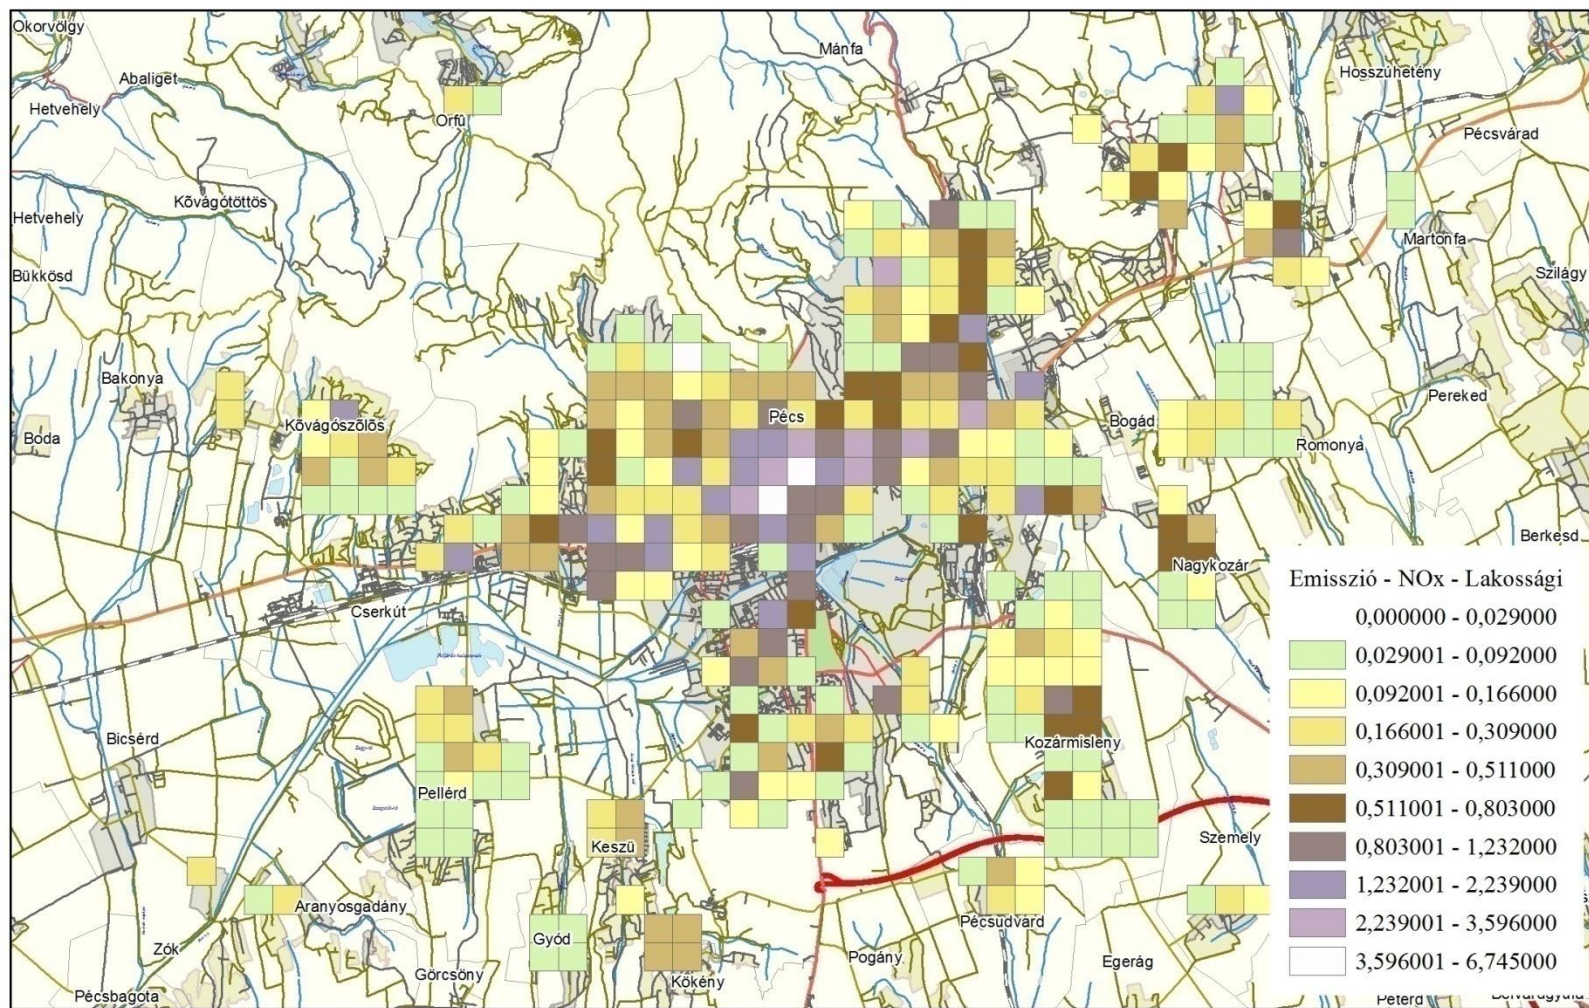 Okorvölgy
Abaliget
Hetvehely
Orfű
Mánfa
Hosszúhetény
Pécsvárad
Kővágótöttös
Hetvehely
Martonfa
Bükkösd
Szilágy
Bakonya
Pereked
Boda
Kővágószőlős
Pécs
Bogád
Romonya
Berkesd
Nagykozár
Cserkút
Bicsérd
Kozármisleny
Pellérd
Keszü
Szemely
Aranyosgadány
Pécsudvard
Zók
Gyód
Görcsöny
Kökény
Pogány
Egerág
Pécsbagota
Peterd
Emisszió - NOx - Lakossági
0,000000 - 0,029000
0,029001 - 0,092000
0,092001 - 0,166000
0,166001 - 0,309000
0,309001 - 0,511000
0,511001 - 0,803000
0,803001 - 1,232000
1,232001 - 2,239000
2,239001 - 3,596000
3,596001 - 6,745000